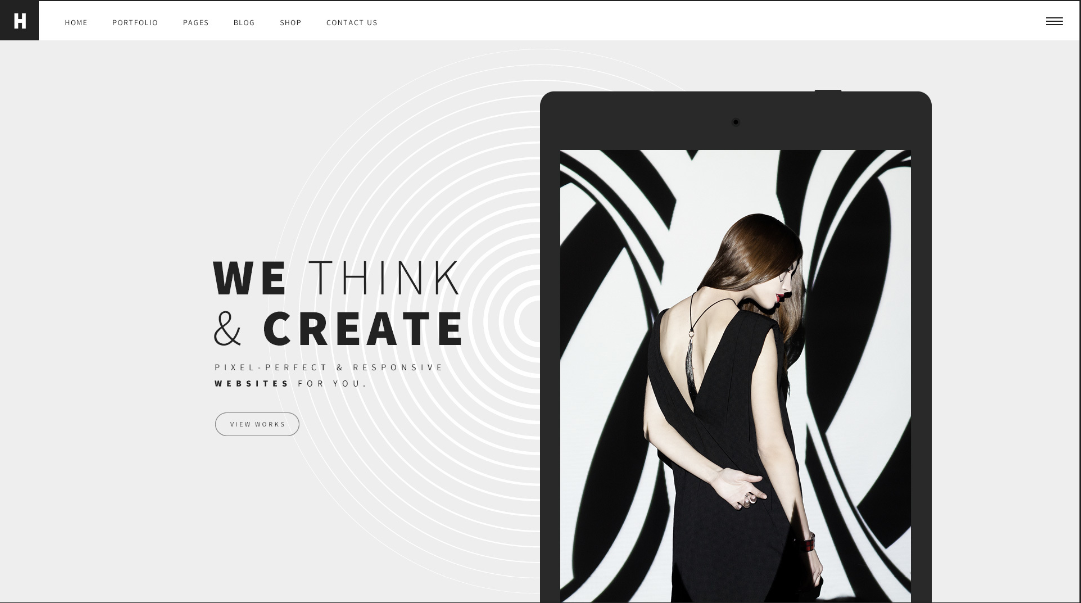 H
HOME PORTFOLIO PAGES BLOG SHOP CONTACT US
WE THINK
& CREATE
PIXEL-PERFECT & RESPONSIVE
WEBSITES FOR YOU.
VIEW WORKS